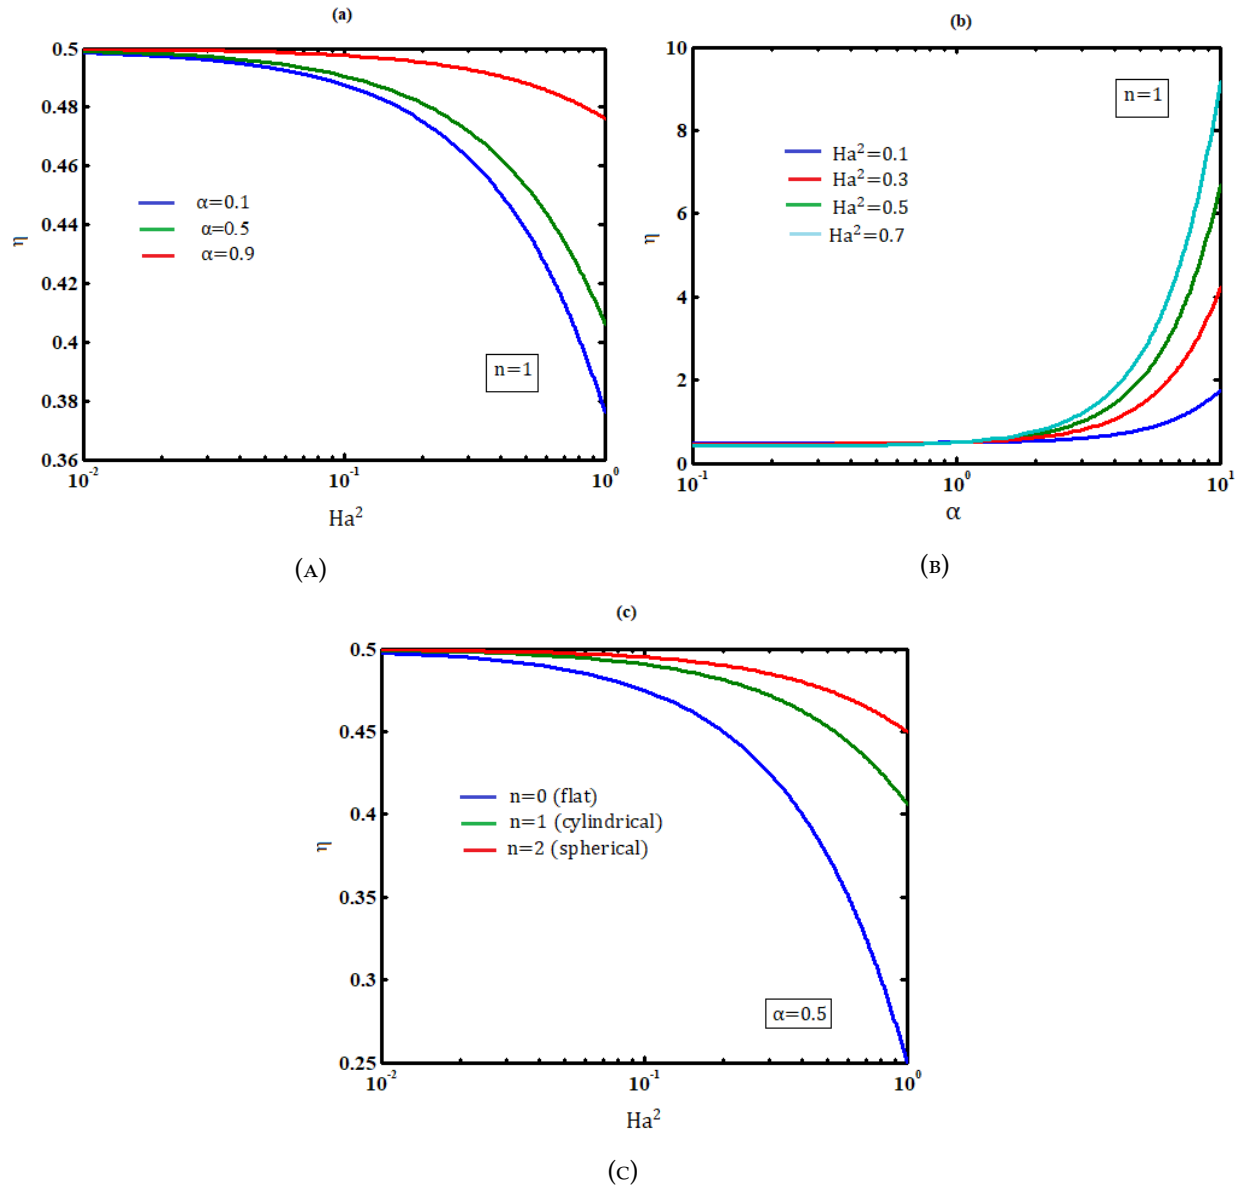 (a)
0.5
0.48
0.46
0.44
0.42
0.4
0.38
0.36
η
α=0.1
α=0.5
α=0.9
n=1
10⁻²
10⁻¹
10⁰
Ha²
(A)
(b)
10
8
6
4
2
0
η
n=1
Ha²=0.1
Ha²=0.3
Ha²=0.5
Ha²=0.7
10⁻¹
10⁰
10¹
α
(B)
(c)
0.5
0.45
0.4
0.35
0.3
0.25
η
n=0 (flat)
n=1 (cylindrical)
n=2 (spherical)
α=0.5
10⁻²
10⁻¹
10⁰
Ha²
(C)